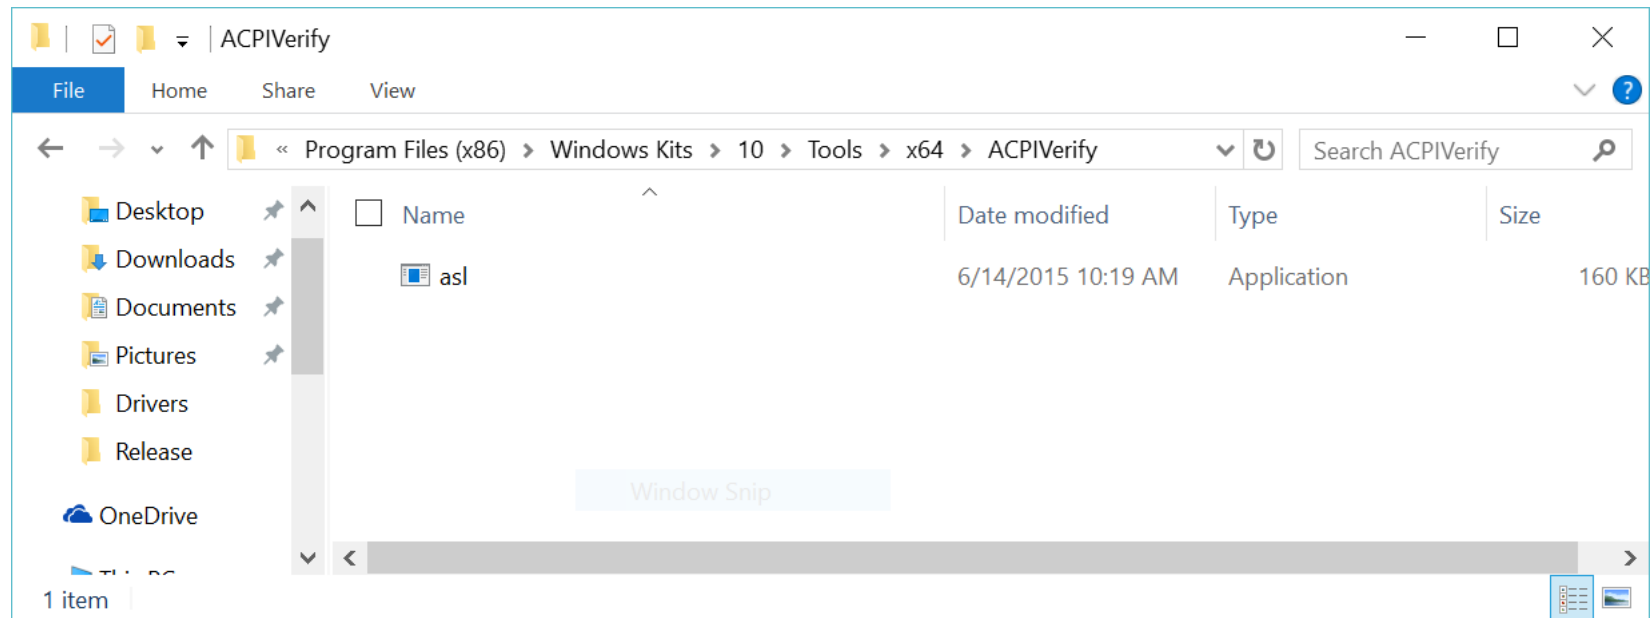 ACPIVerify
File Home Share View
« Program Files (x86) > Windows Kits > 10 > Tools > x64 > ACPIVerify
Search ACPIVerify
Name Date modified Type Size
asl 6/14/2015 10:19 AM Application 160 KB
Desktop
Downloads
Documents
Pictures
Drivers
Release
OneDrive
This PC
Window Snip
1 item